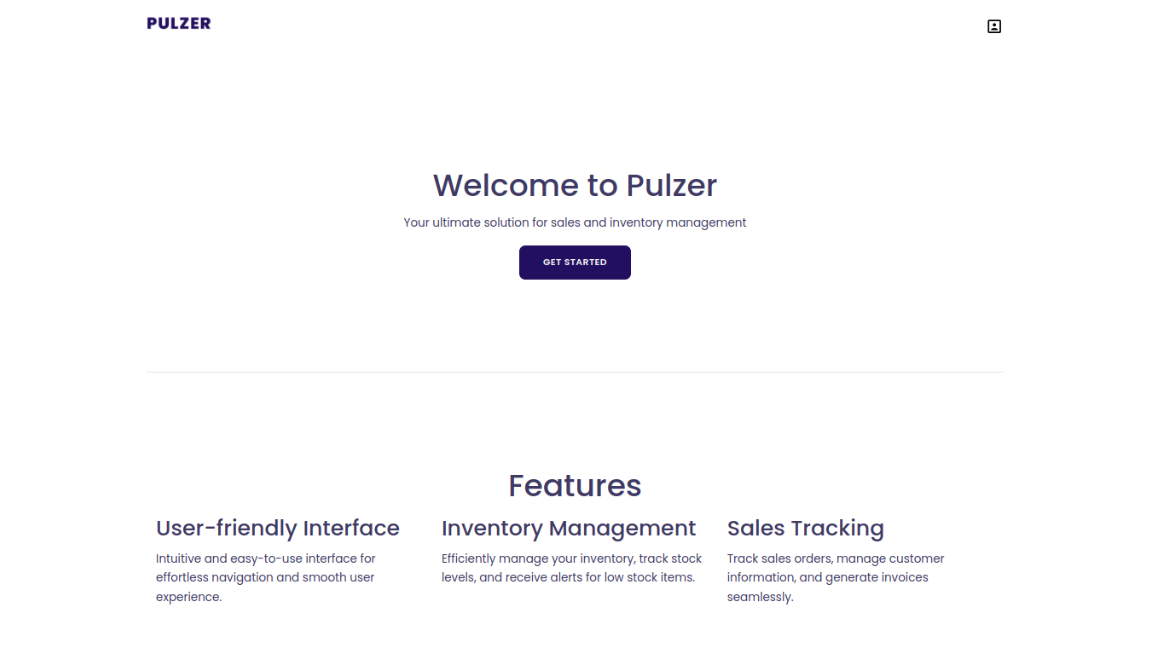 PULZER
Welcome to Pulzer
Your ultimate solution for sales and inventory management
GET STARTED
Features
User-friendly Interface
Intuitive and easy-to-use interface for
effortless navigation and smooth user
experience.
Inventory Management
Efficiently manage your inventory, track stock
levels, and receive alerts for low stock items.
Sales Tracking
Track sales orders, manage customer
information, and generate invoices
seamlessly.